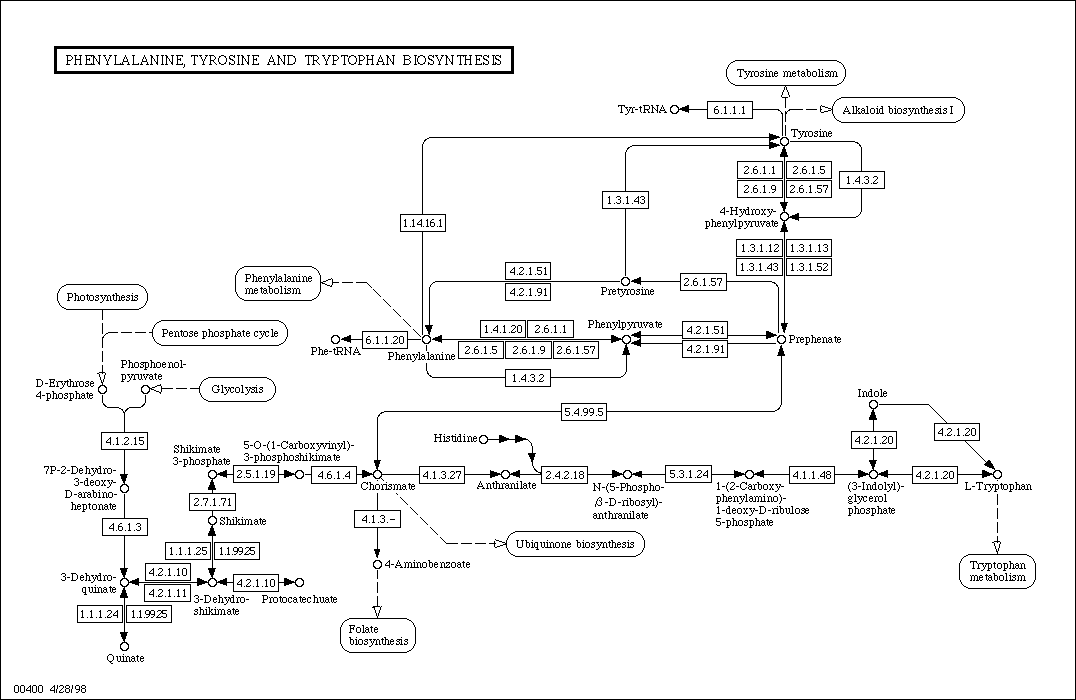 PHENYLALANINE, TYROSINE AND TRYPTOPHAN BIOSYNTHESIS
Tyrosine metabolism
Tyr-tRNA
6.1.1.1
Alkaloid biosynthesis I
Tyrosine
2.6.1.1
2.6.1.5
2.6.1.9
2.6.1.57
1.4.3.2
1.3.1.43
1.14.16.1
4-Hydroxy-
phenylpyruvate
1.3.1.12
1.3.1.13
1.3.1.43
1.3.1.52
4.2.1.51
4.2.1.91
Pretyrosine
2.6.1.57
Phenylalanine
metabolism
Photosynthesis
Pentose phosphate cycle
Phe-tRNA
6.1.1.20
Phenylalanine
1.4.1.20
2.6.1.1
2.6.1.5
2.6.1.9
2.6.1.57
1.4.3.2
Phenylpyruvate
4.2.1.51
4.2.1.91
Prephenate
Phosphoenol-
pyruvate
D-Erythrose
4-phosphate
Glycolysis
5.4.99.5
Indole
4.2.1.20
4.2.1.20
4.1.2.15
Shikimate
3-phosphate
5-O-(1-Carboxyvinyl)-
3-phosphoshikimate
Histidine
7P-2-Dehydro-
3-deoxy-
D-arabino-
heptonate
2.5.1.19
4.6.1.4
Chorismate
4.1.3.27
Anthranilate
2.4.2.18
N-(5-Phospho-
β-D-ribosyl)-
anthranilate
5.3.1.24
1-(2-Carboxy-
phenylamino)-
1-deoxy-D-ribulose
5-phosphate
4.1.1.48
(3-Indolyl)-
glycerol
phosphate
4.2.1.20
L-Tryptophan
2.7.1.71
Shikimate
4.1.3.-
4.6.1.3
1.1.1.25
1.1.99.25
Ubiquinone biosynthesis
4-Aminobenzoate
Tryptophan
metabolism
3-Dehydro-
quinate
4.2.1.10
4.2.1.11
3-Dehydro-
shikimate
4.2.1.10
Protocatechuate
1.1.1.24
1.1.99.25
Quinate
Folate
biosynthesis
00400 4/28/98